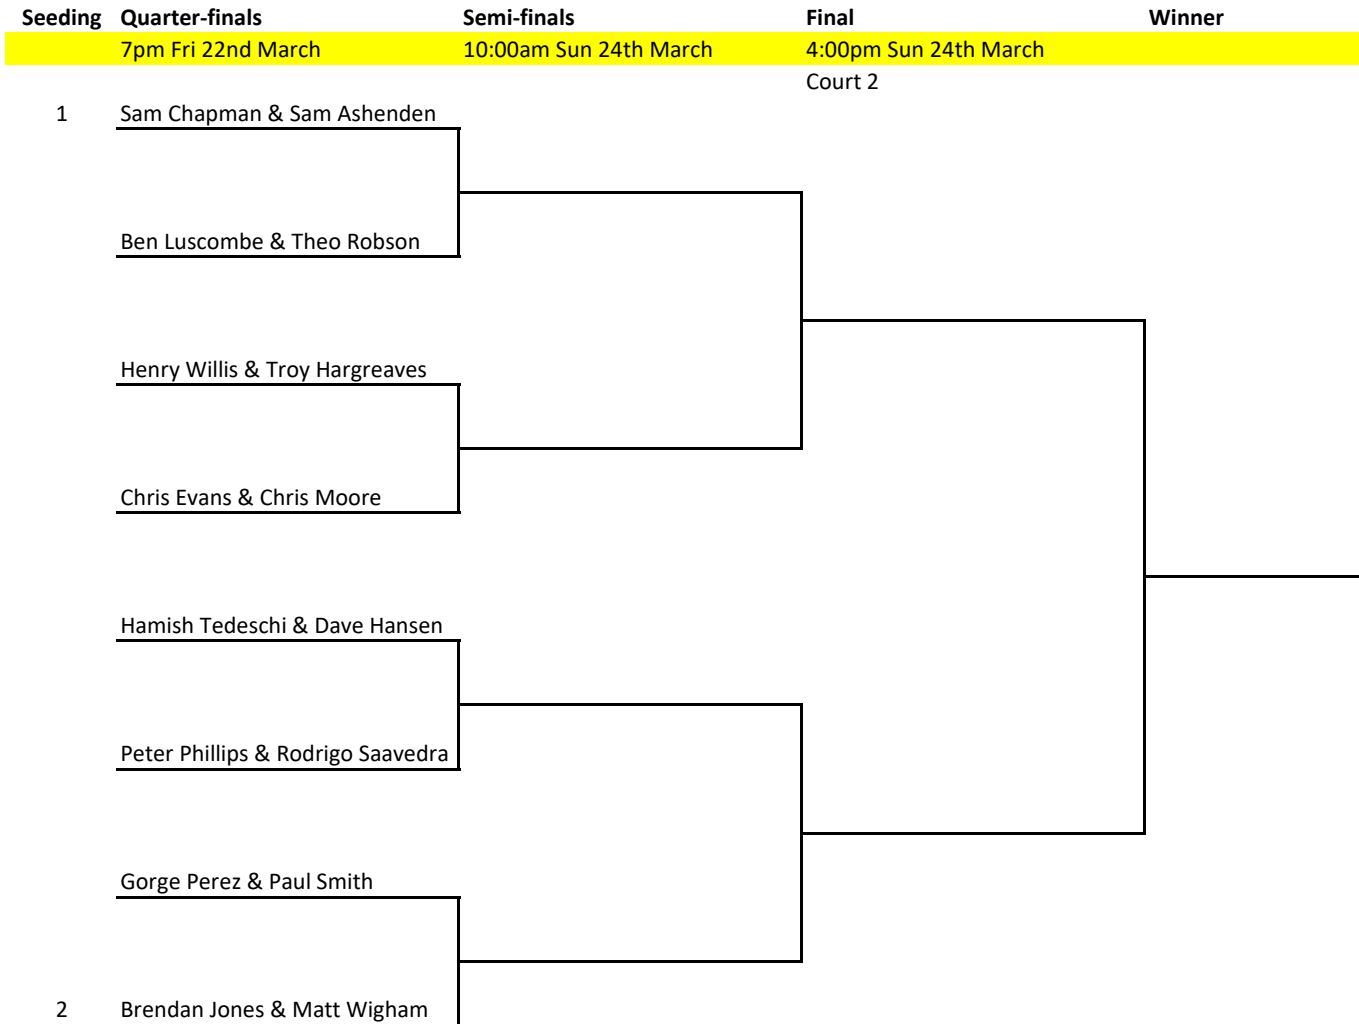 Seeding Quarter-finals Semi-finals Final Winner
7pm Fri 22nd March 10:00am Sun 24th March 4:00pm Sun 24th March
Court 2
1 Sam Chapman & Sam Ashenden
Ben Luscombe & Theo Robson
Henry Willis & Troy Hargreaves
Chris Evans & Chris Moore
Hamish Tedeschi & Dave Hansen
Peter Phillips & Rodrigo Saavedra
Gorge Perez & Paul Smith
2 Brendan Jones & Matt Wigham